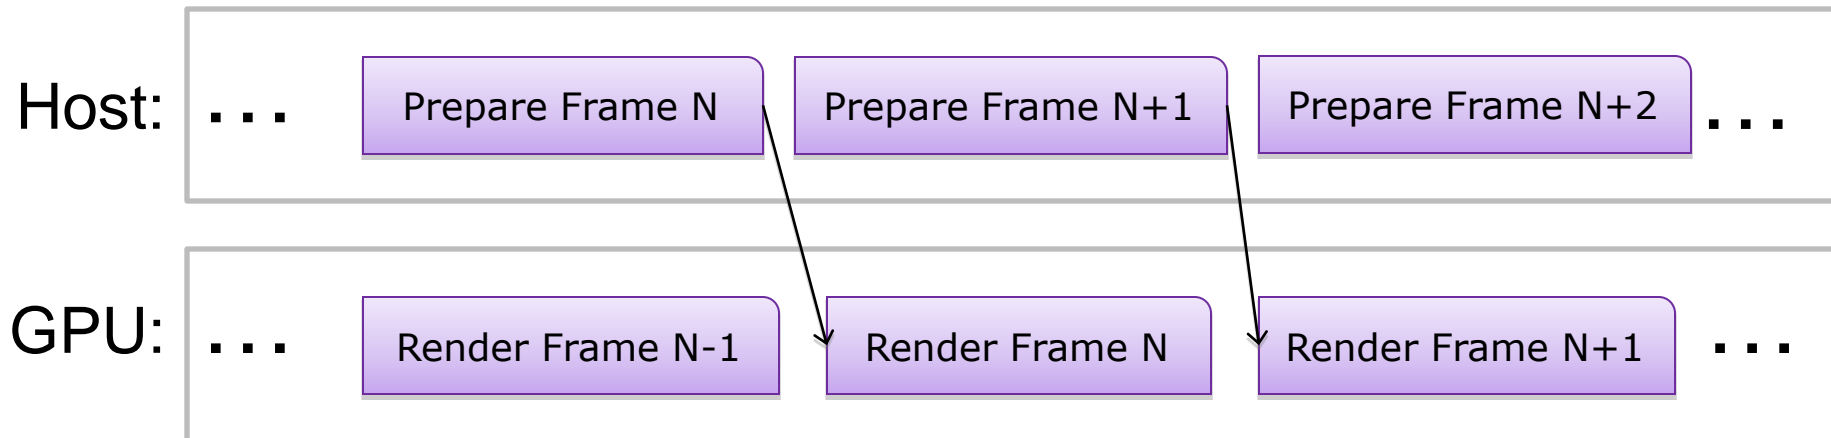 Host: ... Prepare Frame N Prepare Frame N+1 Prepare Frame N+2 ...
GPU: ... Render Frame N-1 Render Frame N Render Frame N+1 ...